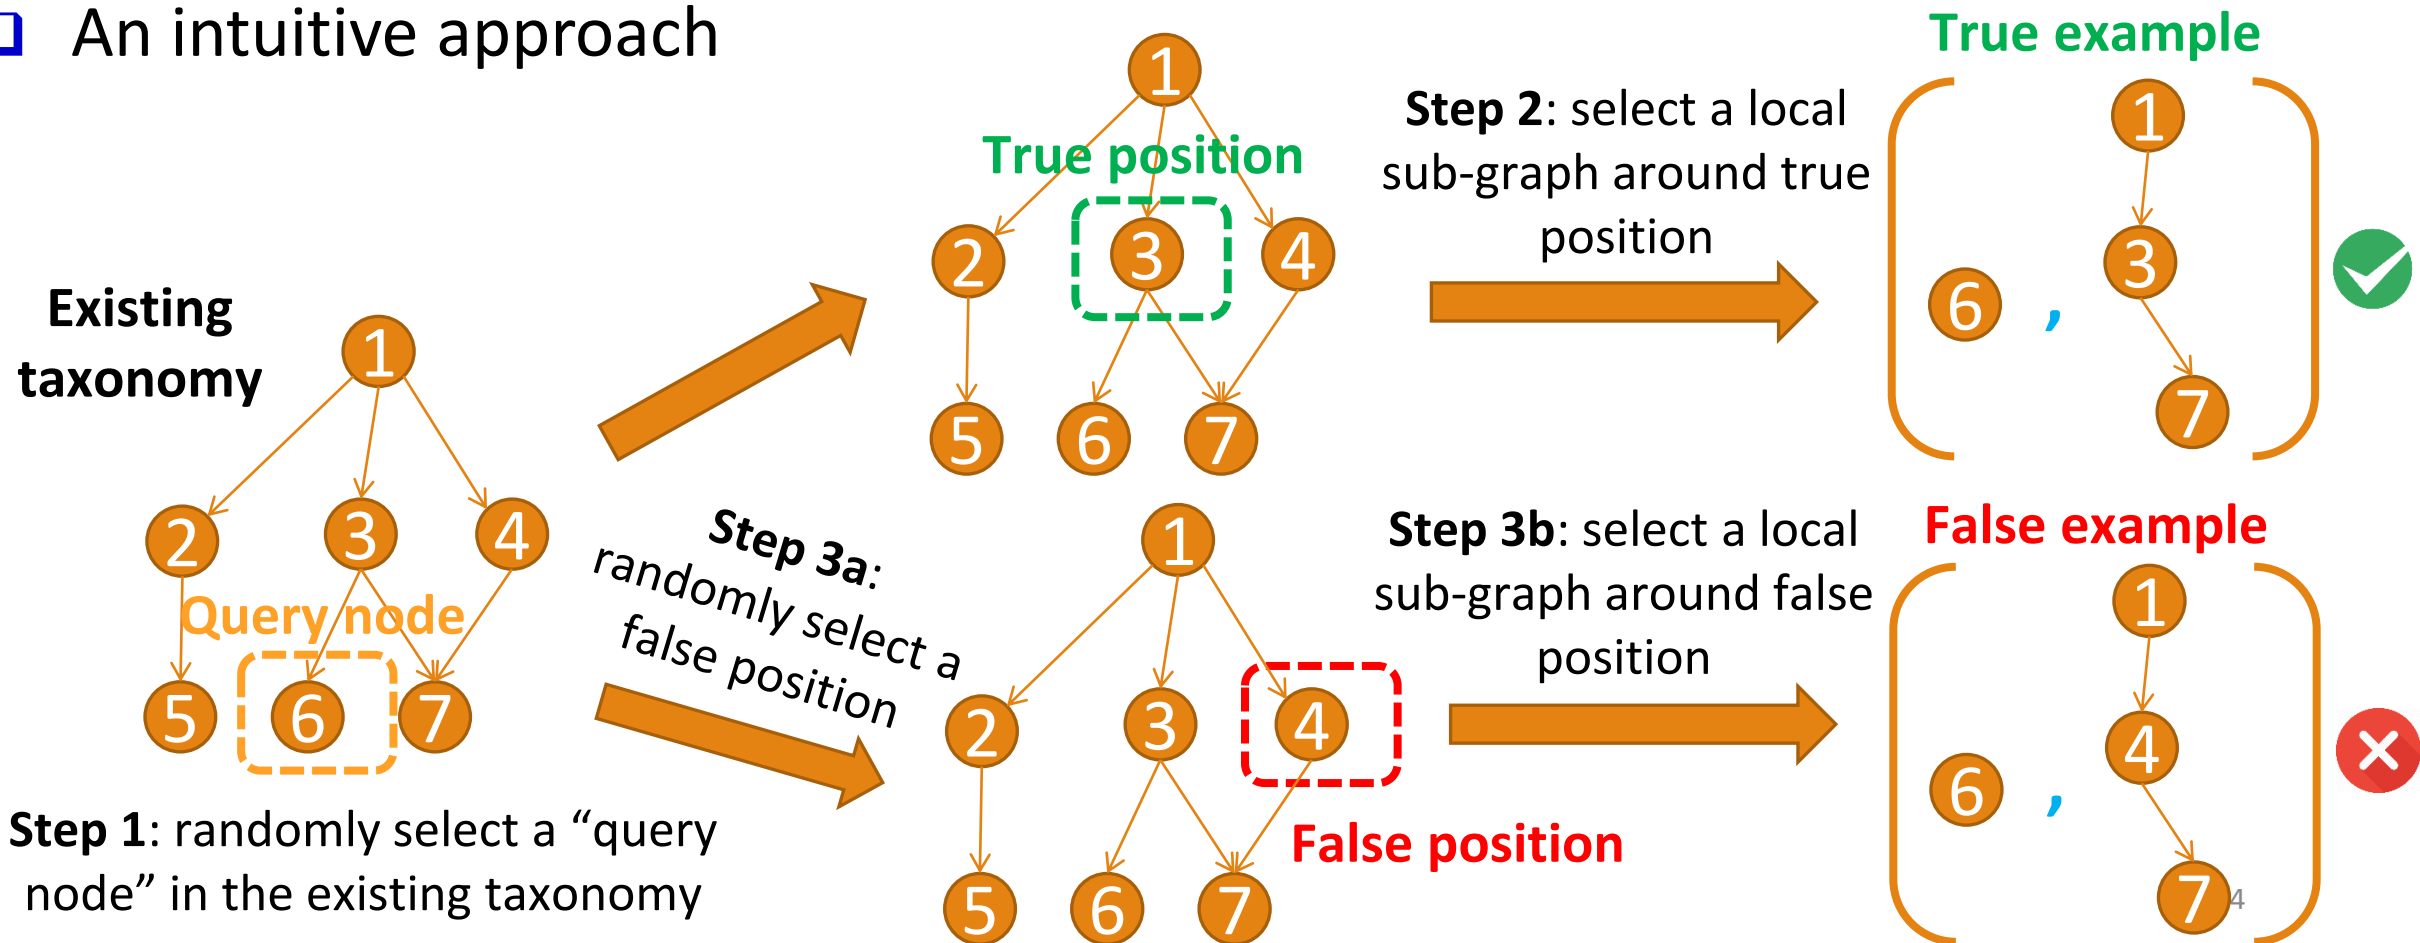 An intuitive approach
Existing
taxonomy
1
2
3
4
Query node
5
6
7
Step 1: randomly select a “query
node” in the existing taxonomy
1
True position
2
3
4
5
6
7
Step 2: select a local
sub-graph around true
position
True example
1
3
6
,
7
Step 3a:
randomly select a
false position
1
2
3
4
False position
5
6
7
Step 3b: select a local
sub-graph around false
position
False example
1
4
6
,
7
4